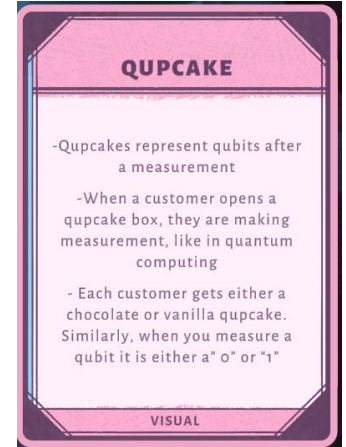 QUPCAKE
-Qupcakes represent qubits after
a measurement
-When a customer opens a
qupcake box, they are making
measurement, like in quantum
computing
- Each customer gets either a
chocolate or vanilla qupcake.
Similarly, when you measure a
qubit it is either a” 0” or “1”
VISUAL